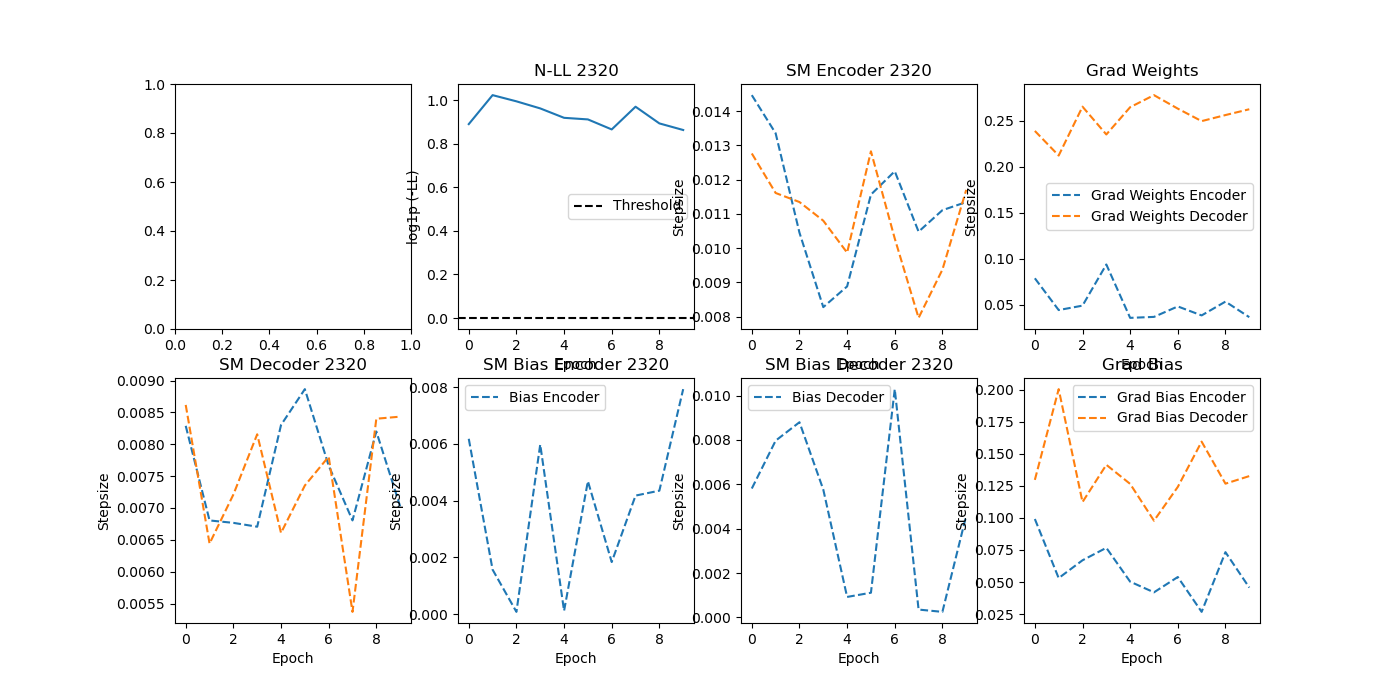 N-LL 2320
SM Encoder 2320
Grad Weights
1.0
0.8
0.6
0.4
0.2
0.0
0.0 0.2 0.4 0.6 0.8 1.0
log1p (-LL)
1.0
0.8
0.6
0.4
0.2
0.0
Threshold
0 2 4 6 8
Epoch
Stepsize
0.014
0.013
0.012
0.011
0.010
0.009
0.008
0 2 4 6 8
Epoch
Stepsize
0.25
0.20
0.15
0.10
0.05
Grad Weights Encoder
Grad Weights Decoder
0 2 4 6 8
Epoch
SM Decoder 2320
SM Bias Encoder 2320
SM Bias Decoder 2320
Grad Bias
Stepsize
0.0090
0.0085
0.0080
0.0075
0.0070
0.0065
0.0060
0.0055
0 2 4 6 8
Epoch
Stepsize
0.008
0.006
0.004
0.002
0.000
Bias Encoder
0 2 4 6 8
Epoch
Stepsize
0.010
0.008
0.006
0.004
0.002
0.000
Bias Decoder
0 2 4 6 8
Epoch
Stepsize
0.200
0.175
0.150
0.125
0.100
0.075
0.050
0.025
Grad Bias Encoder
Grad Bias Decoder
0 2 4 6 8
Epoch